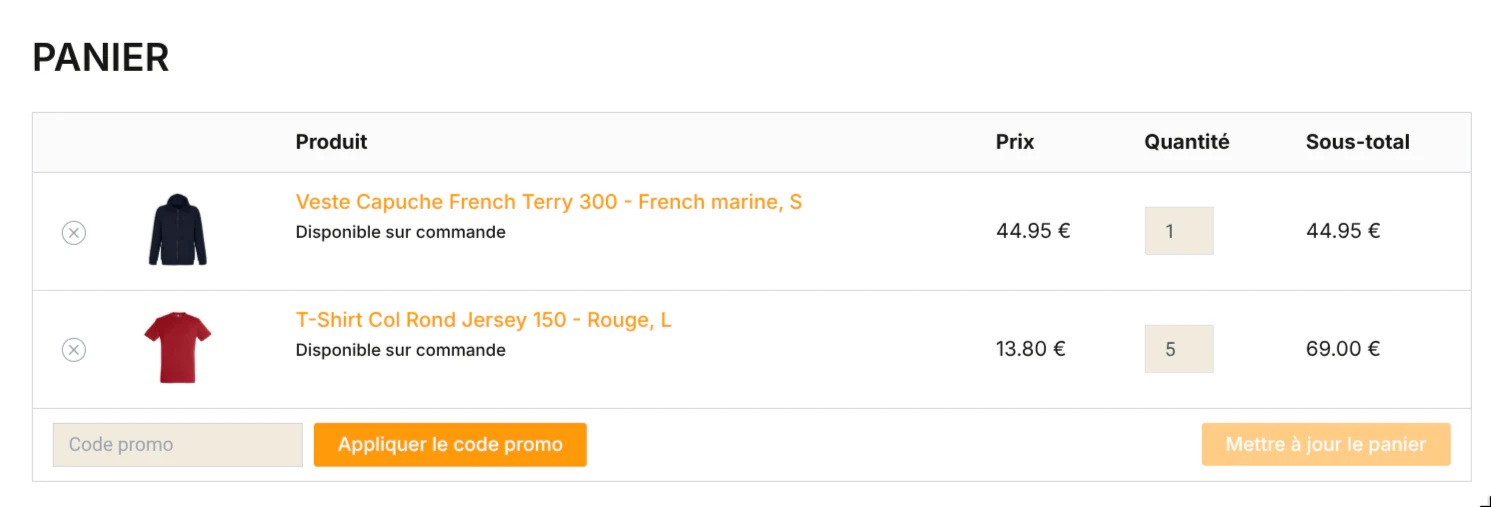 PANIER
Produit Prix Quantité Sous-total
Veste Capuche French Terry 300 - French marine, S
Disponible sur commande
44.95 € 1 44.95 €
T-Shirt Col Rond Jersey 150 - Rouge, L
Disponible sur commande
13.80 € 5 69.00 €
Code promo Appliquer le code promo Mettre à jour le panier